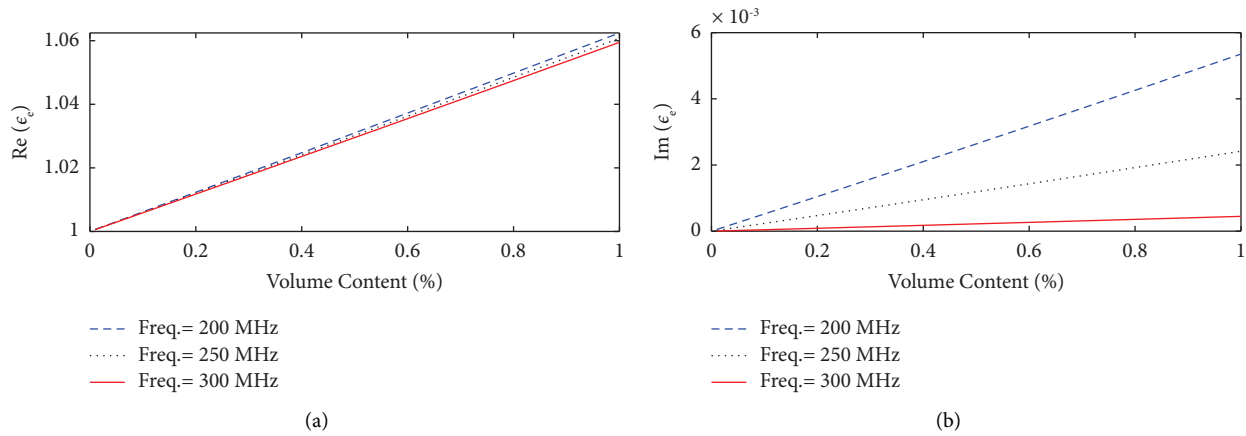 1.06
1.04
1.02
1
Re (ϵe)
0
0.2
0.4
0.6
0.8
1
Volume Content (%)
Freq.= 200 MHz
Freq.= 250 MHz
Freq.= 300 MHz
(a)
× 10-3
6
4
2
0
Im (ϵe)
0
0.2
0.4
0.6
0.8
1
Volume Content (%)
Freq.= 200 MHz
Freq.= 250 MHz
Freq.= 300 MHz
(b)